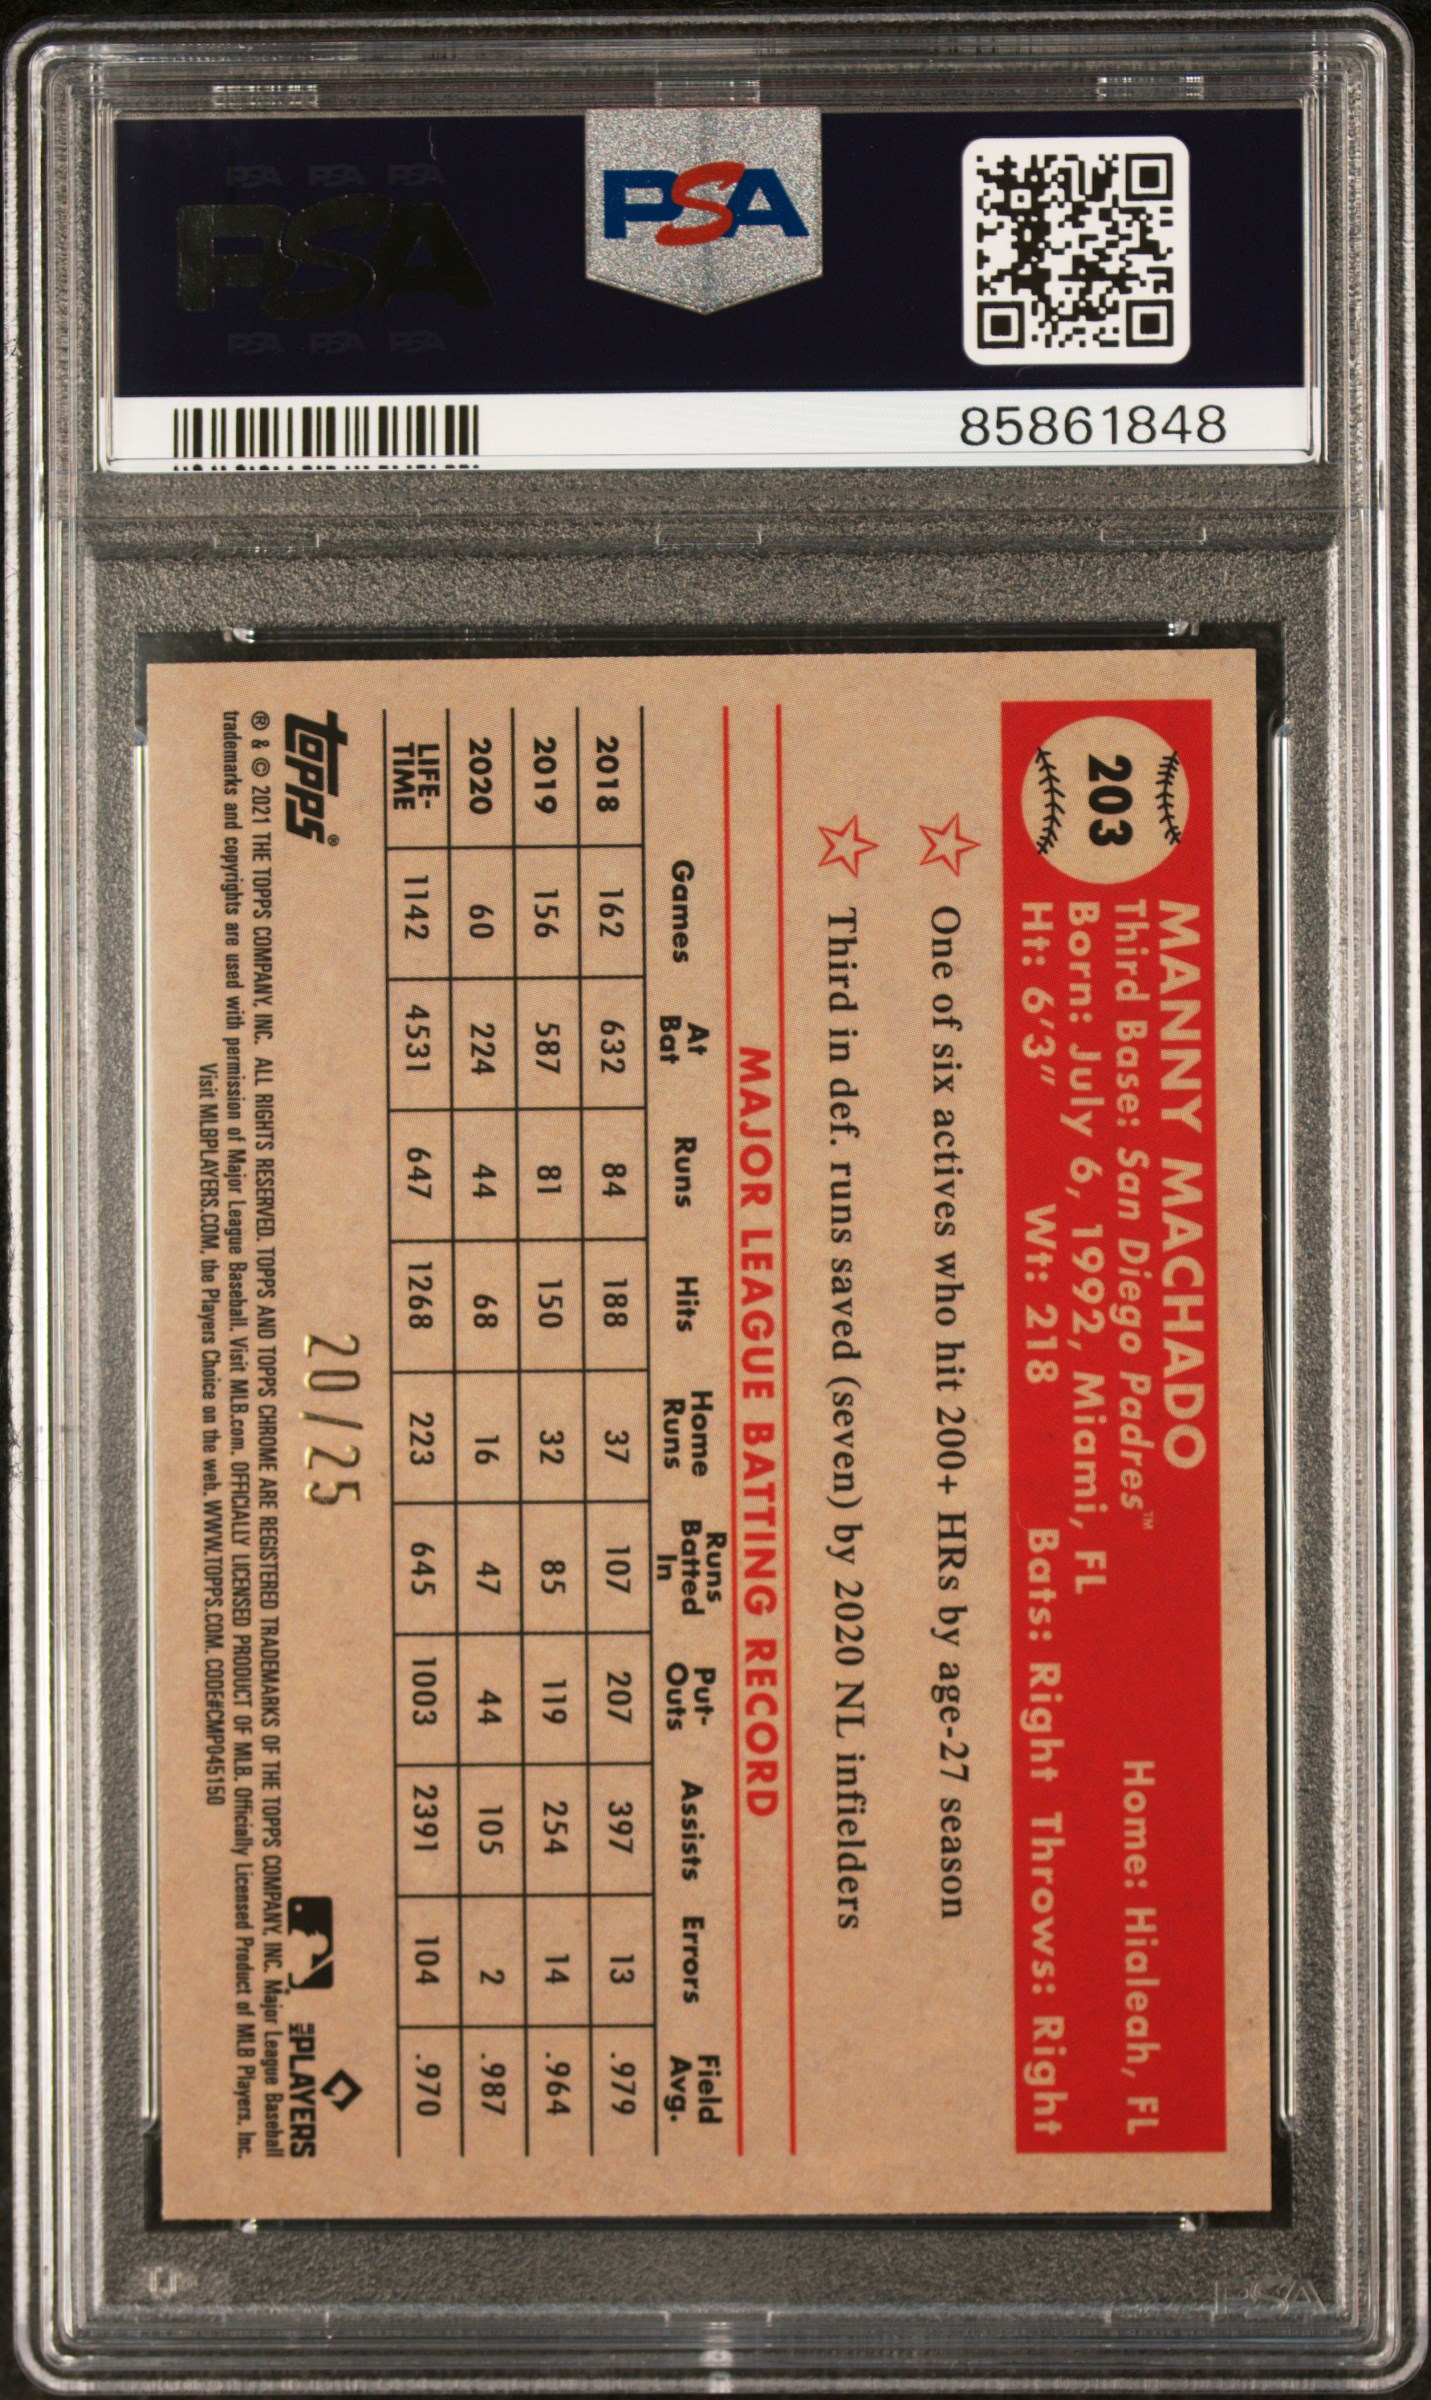 PSA PSA PSA
PSA
PSA PSA PSA
PSA
85861848
203
MANNY MACHADO
Third Base: San Diego Padres™ Home: Hialeah, FL
Born: July 6, 1992, Miami, FL
Ht: 6'3" Wt: 218 Bats: Right Throws: Right
One of six actives who hit 200+ HRs by age-27 season
Third in def. runs saved (seven) by 2020 NL infielders
MAJOR LEAGUE BATTING RECORD
Games At Bat Runs Hits Home Runs Runs Batted In Put-Outs Assists Errors Field Avg.
2018 162 632 84 188 37 107 207 397 13 .979
2019 156 587 81 150 32 85 119 254 14 .964
2020 60 224 44 68 16 47 44 105 2 .987
LIFE-TIME 1142 4531 647 1268 223 645 1003 2391 104 .970
topps®
20/25
MLB PLAYERS
® & © 2021 THE TOPPS COMPANY, INC. ALL RIGHTS RESERVED. TOPPS AND TOPPS CHROME ARE REGISTERED TRADEMARKS OF THE TOPPS COMPANY, INC. Major League Baseball
trademarks and copyrights are used with permission of Major League Baseball. Visit MLB.com. OFFICIALLY LICENSED PRODUCT OF MLB. Officially Licensed Product of MLB Players, Inc.
Visit MLBPLAYERS.COM, the Players Choice on the web. WWW.TOPPS.COM. CODE#CMP045150
PSA